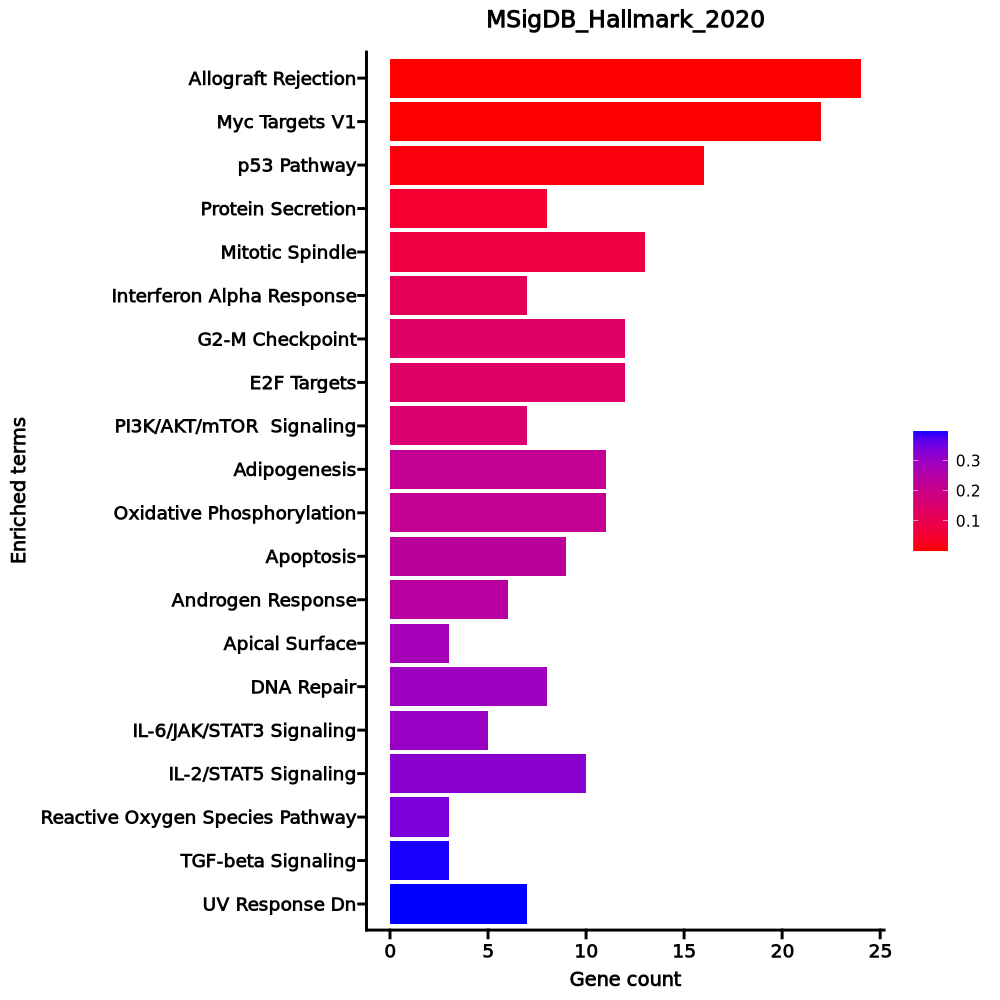 MSigDB_Hallmark_2020
Enriched terms
Allograft Rejection
Myc Targets V1
p53 Pathway
Protein Secretion
Mitotic Spindle
Interferon Alpha Response
G2-M Checkpoint
E2F Targets
PI3K/AKT/mTOR  Signaling
Adipogenesis
Oxidative Phosphorylation
Apoptosis
Androgen Response
Apical Surface
DNA Repair
IL-6/JAK/STAT3 Signaling
IL-2/STAT5 Signaling
Reactive Oxygen Species Pathway
TGF-beta Signaling
UV Response Dn
0 5 10 15 20 25
Gene count
0.3
0.2
0.1